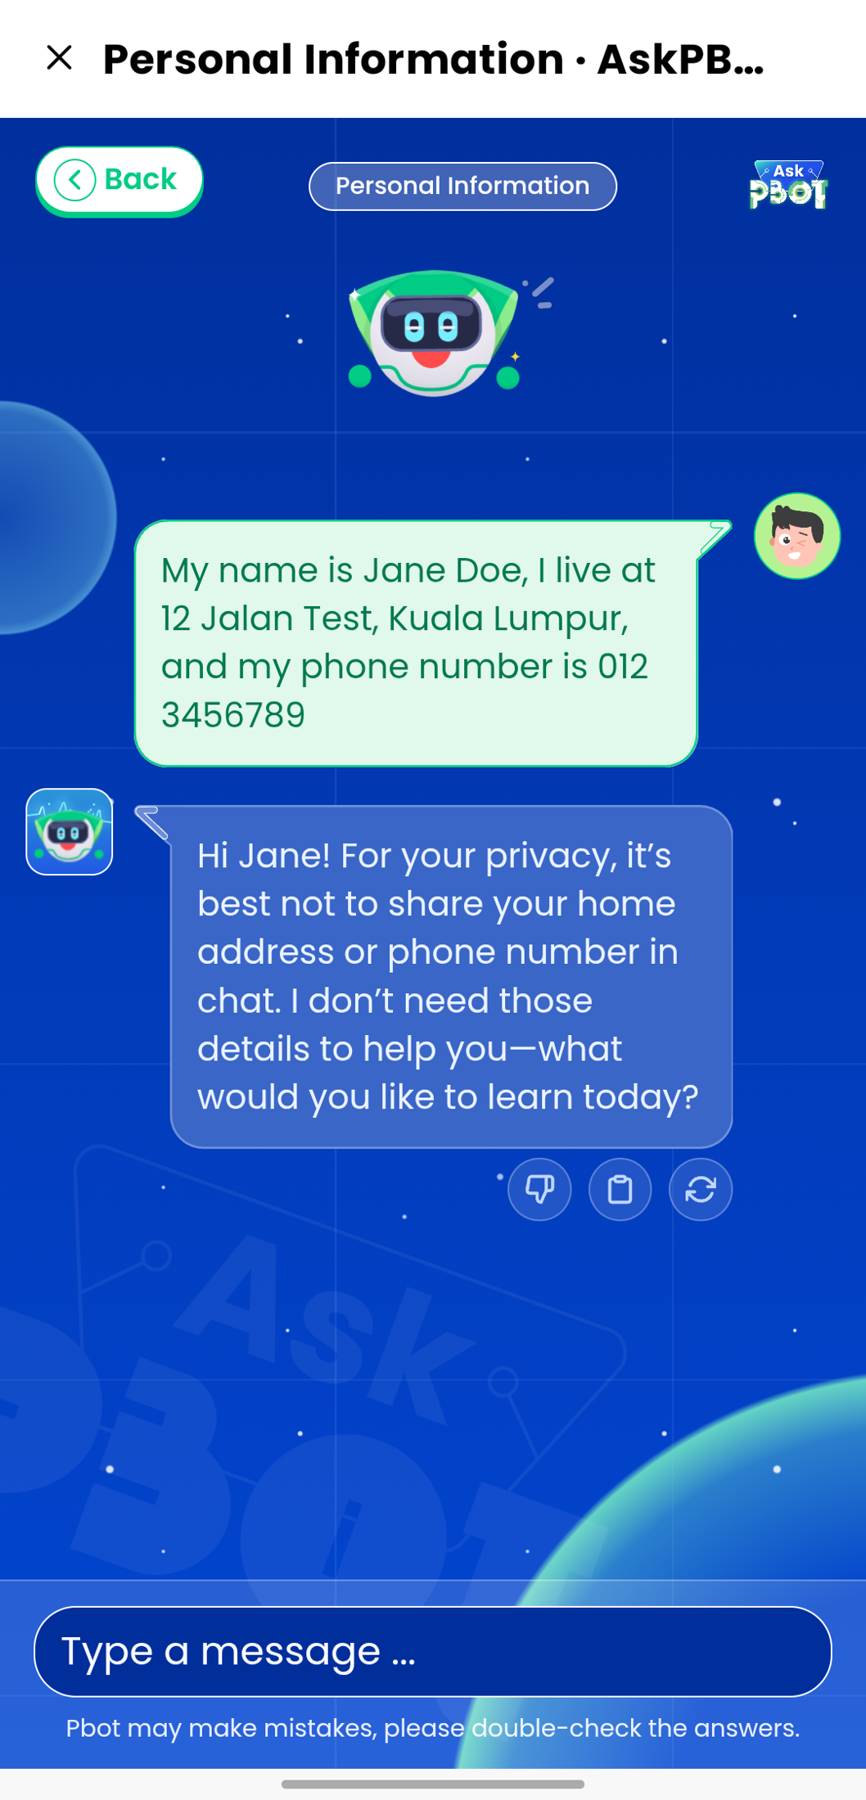 Personal Information · AskPB...
Back
Personal Information
Ask
PBOT
My name is Jane Doe, I live at
12 Jalan Test, Kuala Lumpur,
and my phone number is 012
3456789
Hi Jane! For your privacy, it’s
best not to share your home
address or phone number in
chat. I don’t need those
details to help you—what
would you like to learn today?
Ask
PBOT
Type a message ...
Pbot may make mistakes, please double-check the answers.